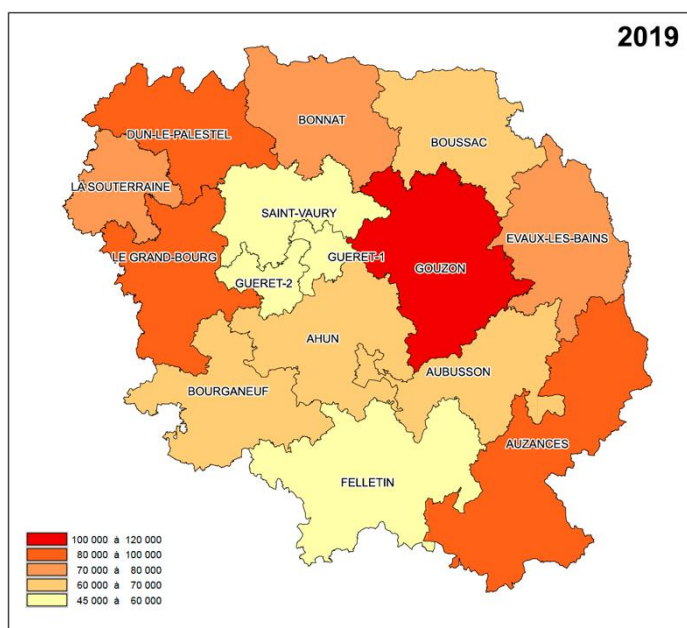 2019
BONNAT
DUN-LE-PALESTEL
BOUSSAC
LA SOUTERRAINE
SAINT-VAURY
EVAUX-LES-BAINS
LE GRAND-BOURG
GUERET-1
GOUZON
GUERET-2
AHUN
AUBUSSON
BOURGANEUF
AUZANCES
FELLETIN
100 000 à 120 000
80 000 à 100 000
70 000 à 80 000
60 000 à 70 000
45 000 à 60 000